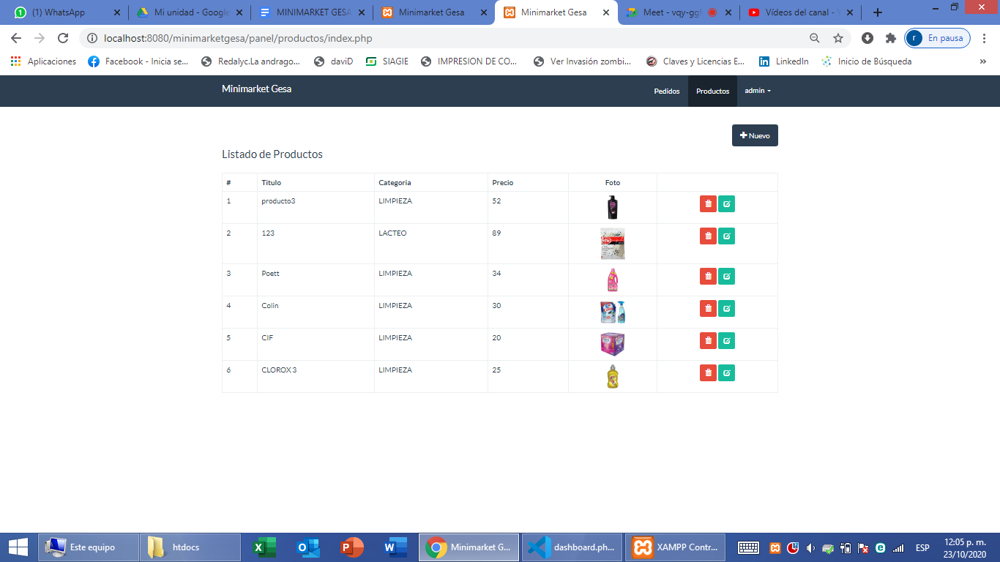 (1) WhatsApp
Mi unidad - Google
MINIMARKET GESA
Minimarket Gesa
Minimarket Gesa
Meet - vqy-ggf
Vídeos del canal - Y
localhost:8080/minimarketgesa/panel/productos/index.php
r
En pausa
Aplicaciones
Facebook - Inicia se...
Redalyc.La andrago...
daviD
SIAGIE
IMPRESION DE CO...
Ver Invasión zombi...
Claves y Licencias E...
LinkedIn
Inicio de Búsqueda
»
Minimarket Gesa
Pedidos
Productos
admin
Nuevo
Listado de Productos
# Titulo Categoria Precio Foto
1 producto3 LIMPIEZA 52
2 123 LACTEO 89
3 Poett LIMPIEZA 34
4 Colin LIMPIEZA 30
5 CIF LIMPIEZA 20
6 CLOROX 3 LIMPIEZA 25
Este equipo
htdocs
Minimarket G...
dashboard.ph...
XAMPP Contr...
ESP
12:05 p. m.
23/10/2020